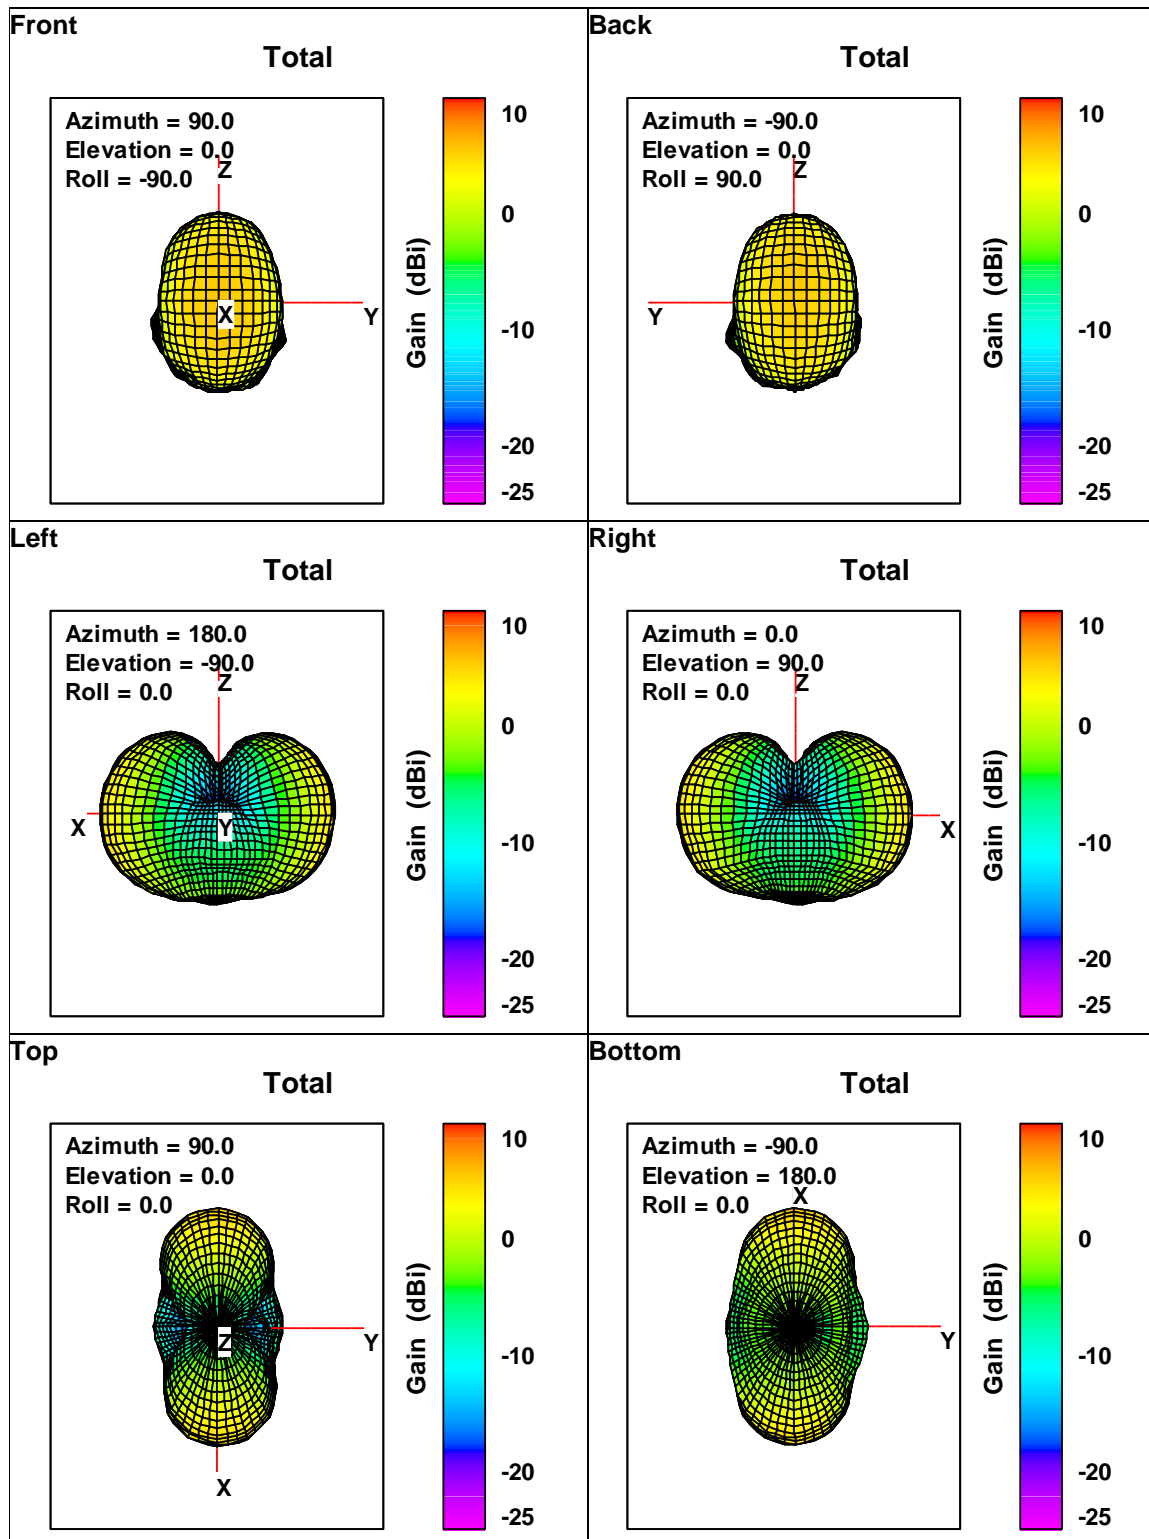 Front
Total
Azimuth = 90.0
Elevation = 0.0
Roll = -90.0
Z
X
Y
10
0
-10
-20
-25
Gain (dBi)
Back
Total
Azimuth = -90.0
Elevation = 0.0
Roll = 90.0
Z
Y
10
0
-10
-20
-25
Gain (dBi)
Left
Total
Azimuth = 180.0
Elevation = -90.0
Roll = 0.0
Z
X
Y
10
0
-10
-20
-25
Gain (dBi)
Right
Total
Azimuth = 0.0
Elevation = 90.0
Roll = 0.0
Z
X
10
0
-10
-20
-25
Gain (dBi)
Top
Total
Azimuth = 90.0
Elevation = 0.0
Roll = 0.0
Z
Y
X
10
0
-10
-20
-25
Gain (dBi)
Bottom
Total
Azimuth = -90.0
Elevation = 180.0
Roll = 0.0
X
Y
10
0
-10
-20
-25
Gain (dBi)